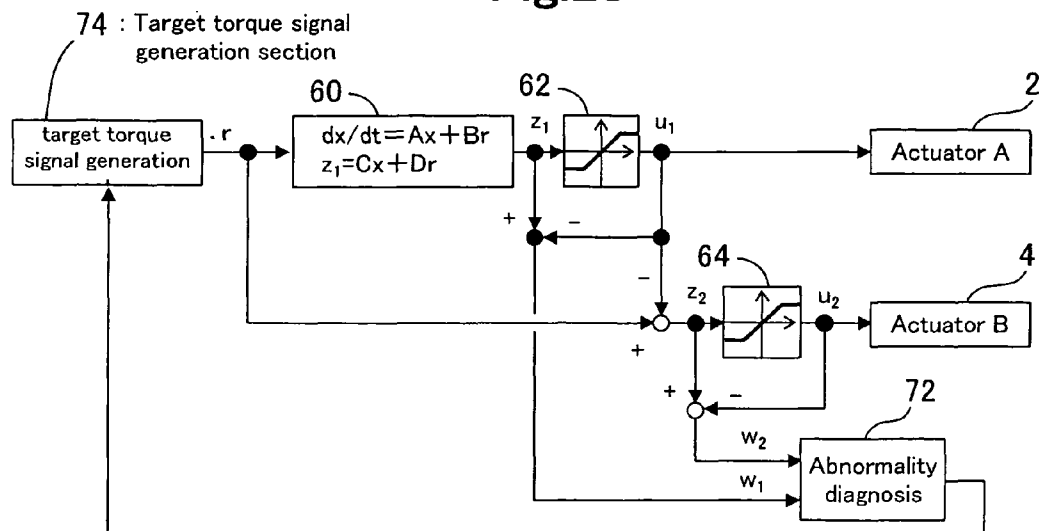 74 : Target torque signal
generation section
60
62
2
target torque
signal generation
. r
dx/dt=Ax+Br
z₁=Cx+Dr
z₁
u₁
Actuator A
+
−
−
64
4
z₂
u₂
Actuator B
+
+
−
72
w₂
w₁
Abnormality
diagnosis